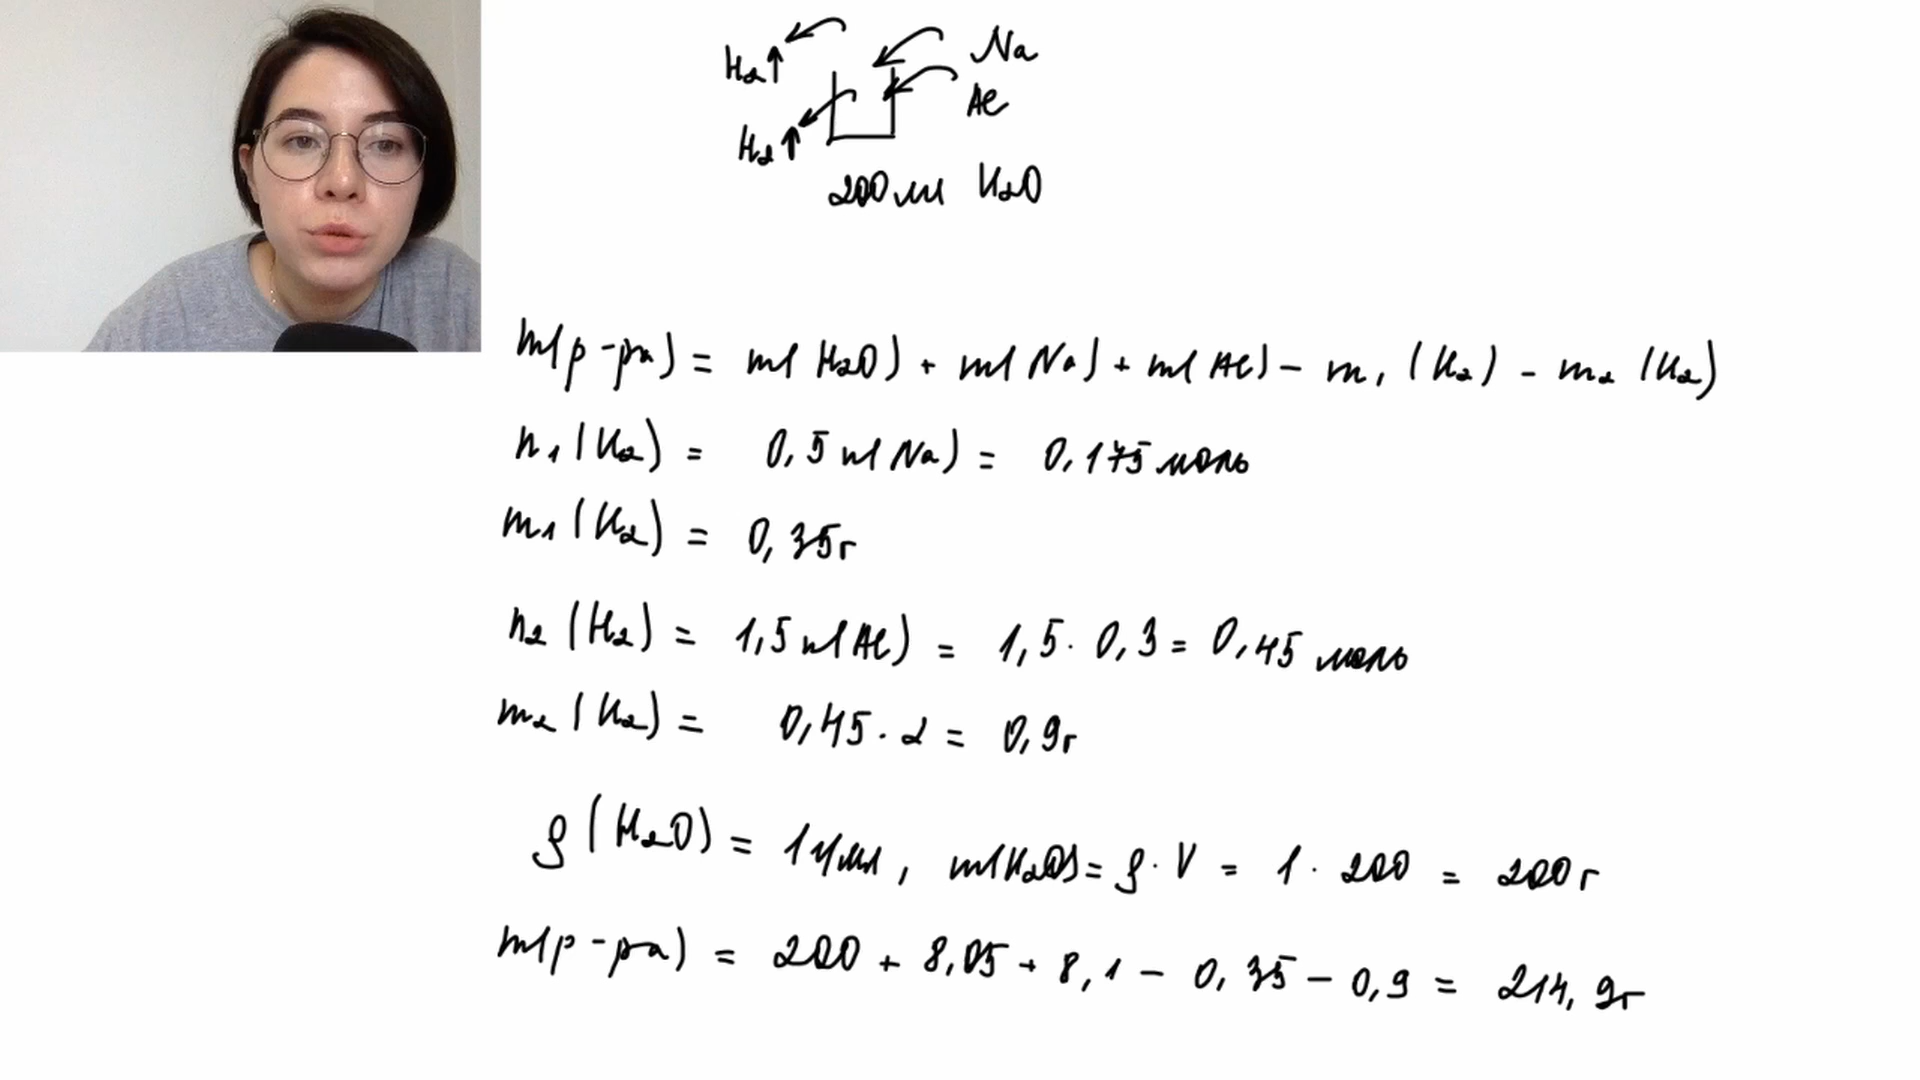 H₂↑ Na
H₂↑ Al
200 мл H₂O
m(р-ра) = m(H₂O) + m(Na) + m(Al) - m₁(H₂) - m₂(H₂)
n₁(H₂) = 0,5 n(Na) = 0,175 моль
m₁(H₂) = 0,35г
n₂(H₂) = 1,5 n(Al) = 1,5 · 0,3 = 0,45 моль
m₂(H₂) = 0,45 · 2 = 0,9г
ρ(H₂O) = 1г/мл, m(H₂O) = ρ · V = 1 · 200 = 200г
m(р-ра) = 200 + 8,05 + 8,1 - 0,35 - 0,9 = 214,9г